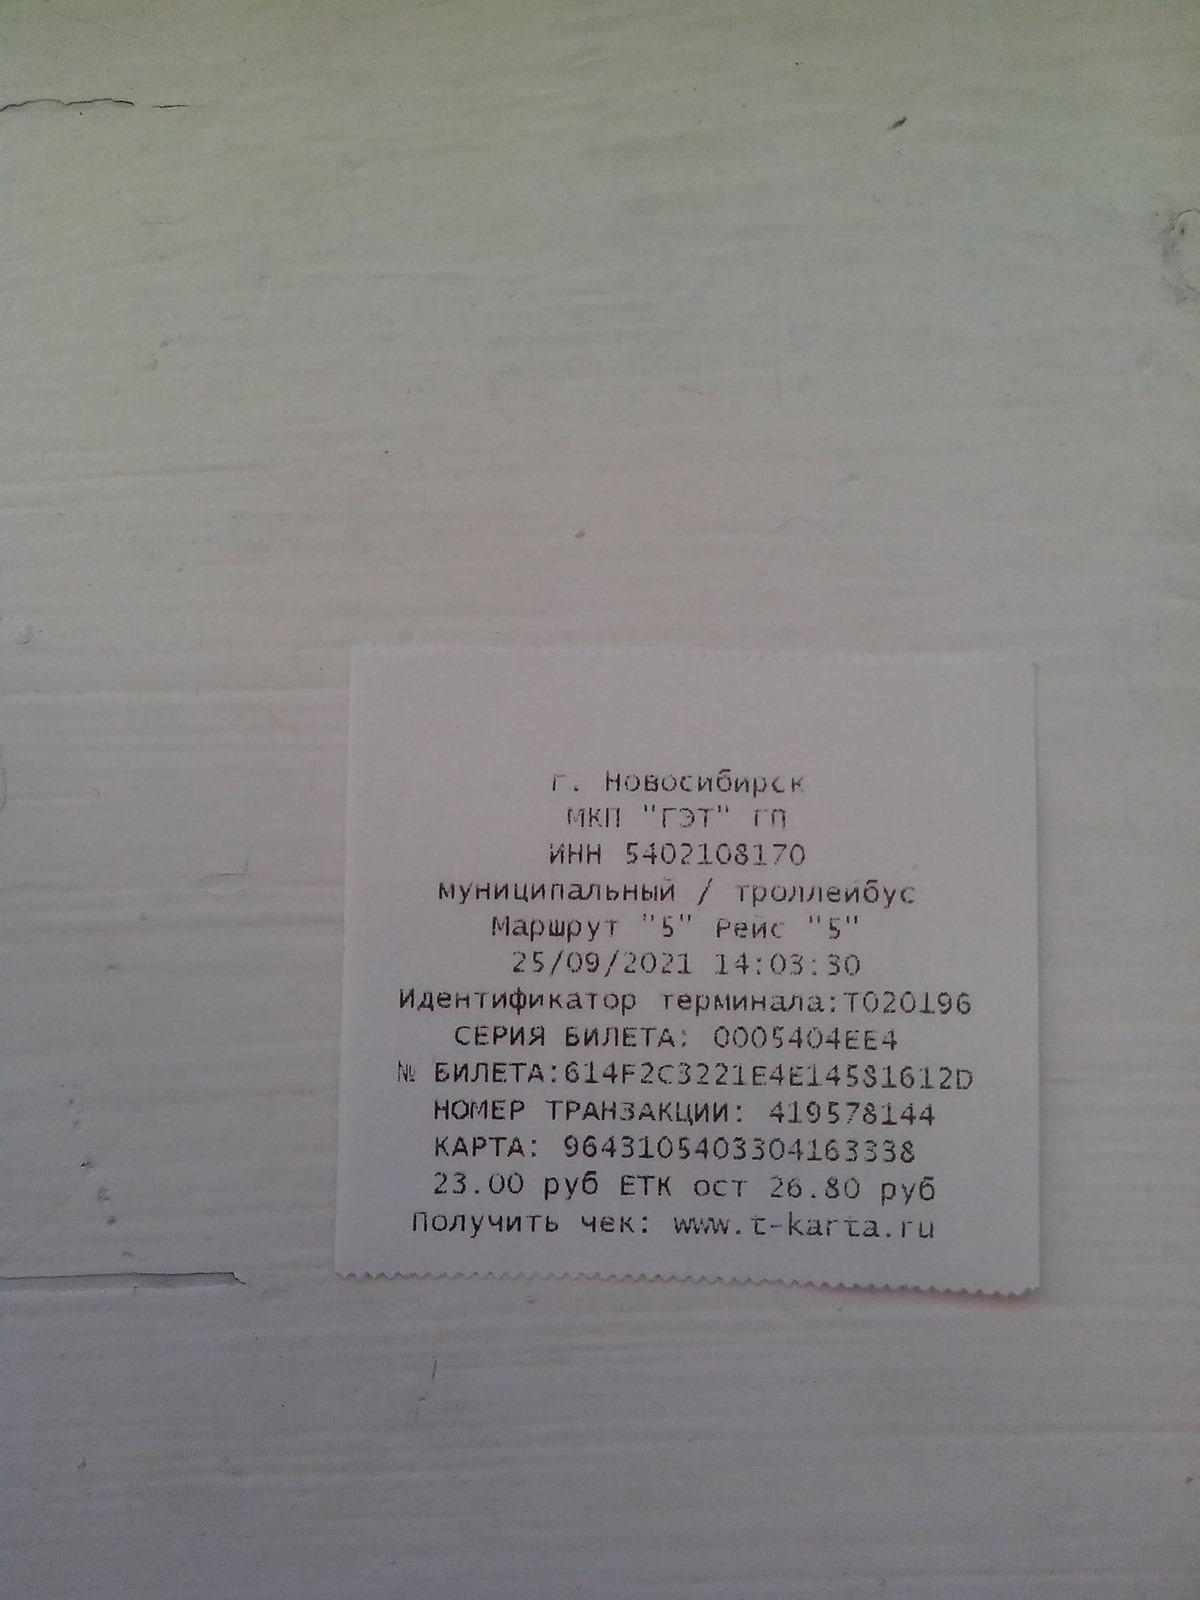 г. Новосибирск
МКП "ГЭТ" ГП
ИНН 5402108170
муниципальный / троллейбус
Маршрут "5" Рейс "5"
25/09/2021 14:03:30
Идентификатор терминала:T020196
СЕРИЯ БИЛЕТА: 0005404EE4
№ БИЛЕТА:614F2C3221E4E14581612D
НОМЕР ТРАНЗАКЦИИ: 419578144
КАРТА: 9643105403304163338
23.00 руб ЕТК ост 26.80 руб
Получить чек: www.t-karta.ru